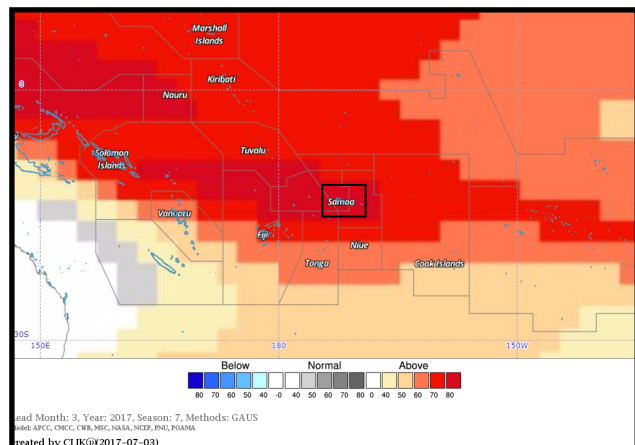 Marshall
Islands
0
Kiribati
Nauru
Solomon
Islands
Tuvalu
Samoa
Vanuatu
Fiji
Niue
Tonga
Cook Islands
30S
150E
180
150W
Below Normal Above
80 70 60 50 40 -0 40 50 60 70 80 0 40 50 60 70 80
ead Month: 3, Year: 2017, Season: 7, Methods: GAUS
Model: APCC, CMCC, CWB, MSC, NASA, NCEP, PNU, POAMA
reated by CLIK©(2017-07-03)